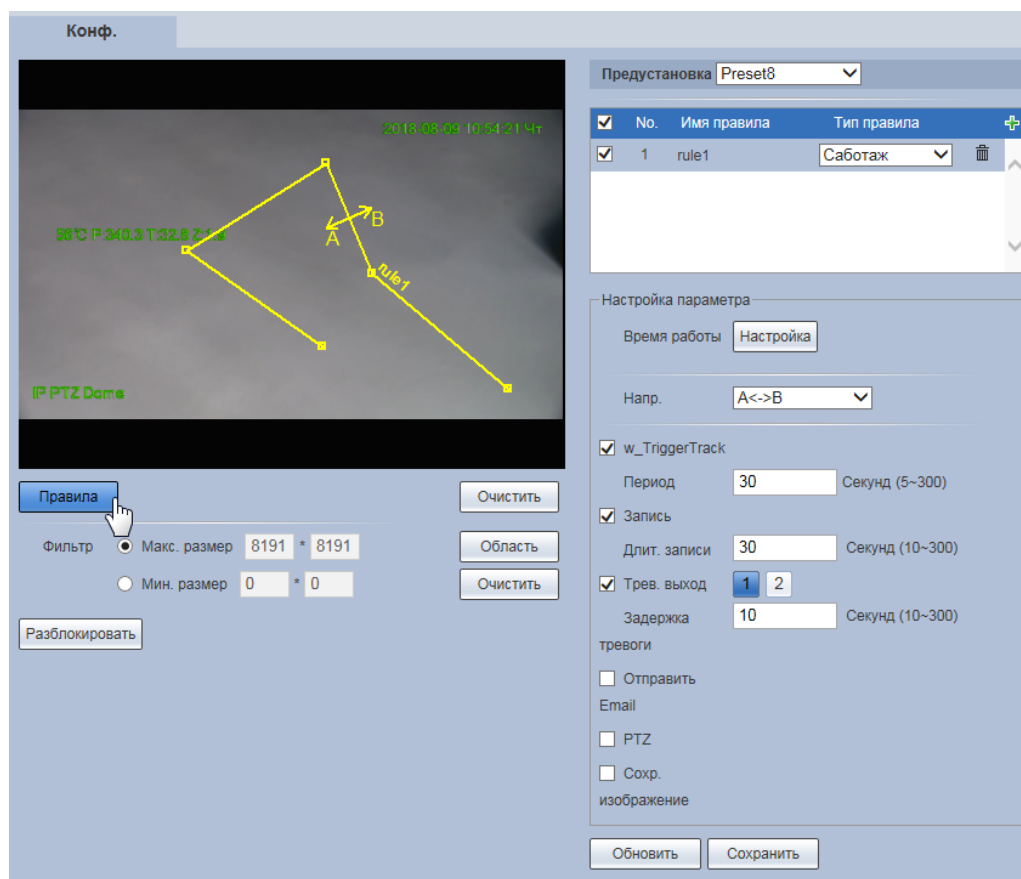 Конф.
2018-08-09 10:54:21 Чт
B
A
rule1
IP PTZ Dome
Правила
Очистить
Фильтр Макс. размер 8191 * 8191 Область
Мин. размер 0 * 0 Очистить
Разблокировать
Предустановка Preset8
No. Имя правила Тип правила
1 rule1 Саботаж
Настройка параметра
Время работы Настройка
Напр. A<->B
w_TriggerTrack
Период 30 Секунд (5~300)
Запись
Длит. записи 30 Секунд (10~300)
Трев. выход 1 2
Задержка 10 Секунд (10~300)
тревоги
Отправить
Email
PTZ
Сохр.
изображение
Обновить Сохранить